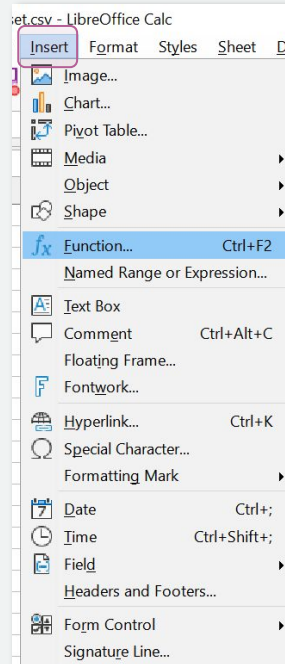 set.csv - LibreOffice Calc
Insert Format Styles Sheet D
Image...
Chart...
Pivot Table...
Media
Object
Shape
Function... Ctrl+F2
Named Range or Expression...
Text Box
Comment Ctrl+Alt+C
Floating Frame...
Fontwork...
Hyperlink... Ctrl+K
Special Character...
Formatting Mark
Date Ctrl+;
Time Ctrl+Shift+;
Field
Headers and Footers...
Form Control
Signature Line...